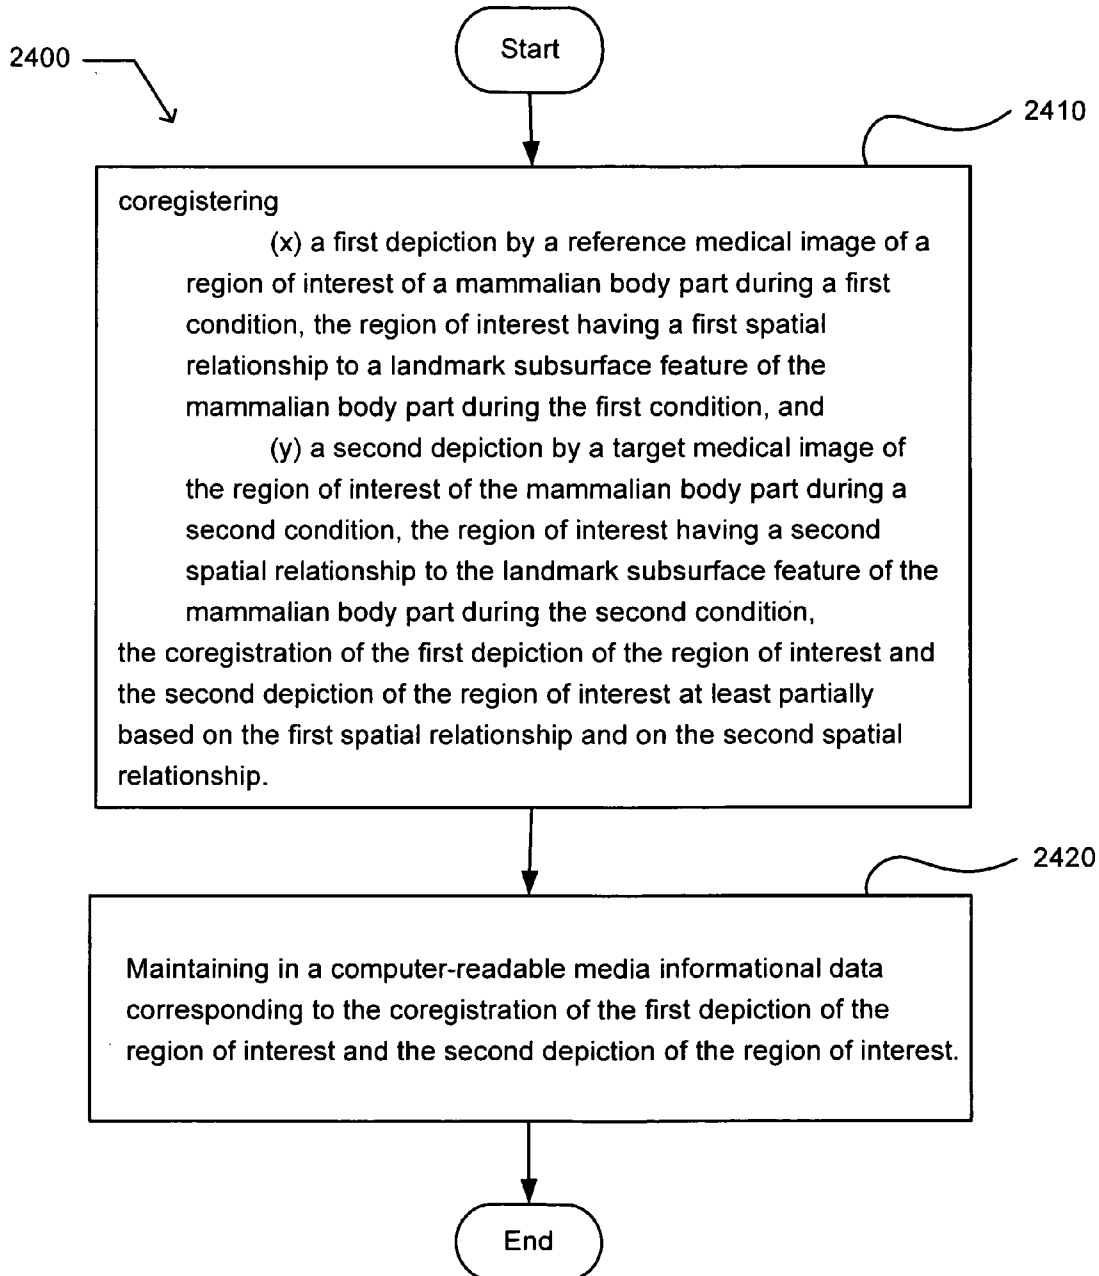 Start
2400
2410
coregistering
(x) a first depiction by a reference medical image of a
region of interest of a mammalian body part during a first
condition, the region of interest having a first spatial
relationship to a landmark subsurface feature of the
mammalian body part during the first condition, and
(y) a second depiction by a target medical image of
the region of interest of the mammalian body part during a
second condition, the region of interest having a second
spatial relationship to the landmark subsurface feature of the
mammalian body part during the second condition,
the coregistration of the first depiction of the region of interest and
the second depiction of the region of interest at least partially
based on the first spatial relationship and on the second spatial
relationship.
2420
Maintaining in a computer-readable media informational data
corresponding to the coregistration of the first depiction of the
region of interest and the second depiction of the region of interest.
End